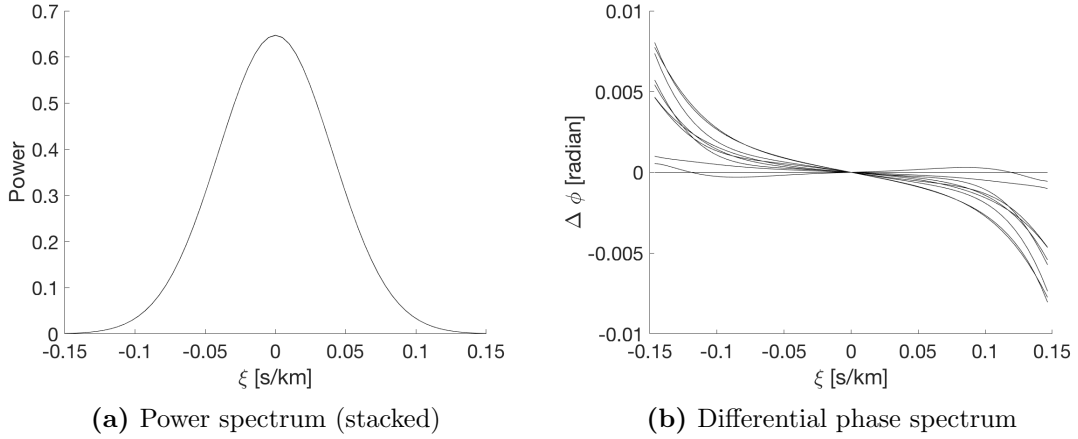 0.7
0.6
0.5
0.4
0.3
0.2
0.1
0
Power
-0.15 -0.1 -0.05 0 0.05 0.1 0.15
ξ [s/km]
(a) Power spectrum (stacked)
0.01
0.005
0
-0.005
-0.01
Δ ϕ [radian]
-0.15 -0.1 -0.05 0 0.05 0.1 0.15
ξ [s/km]
(b) Differential phase spectrum